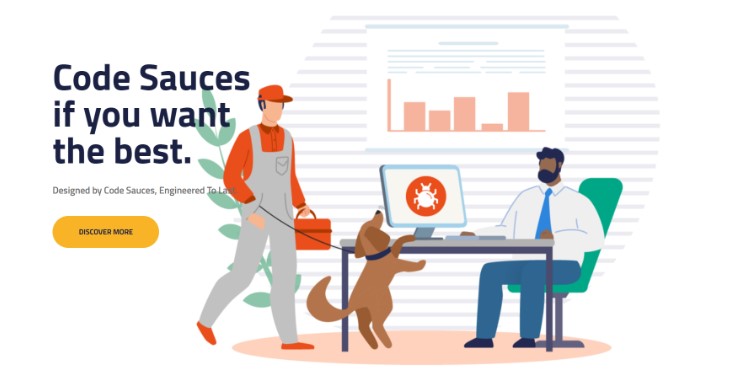 Code Sauces
if you want
the best.
Designed by Code Sauces, Engineered To Last
DISCOVER MORE